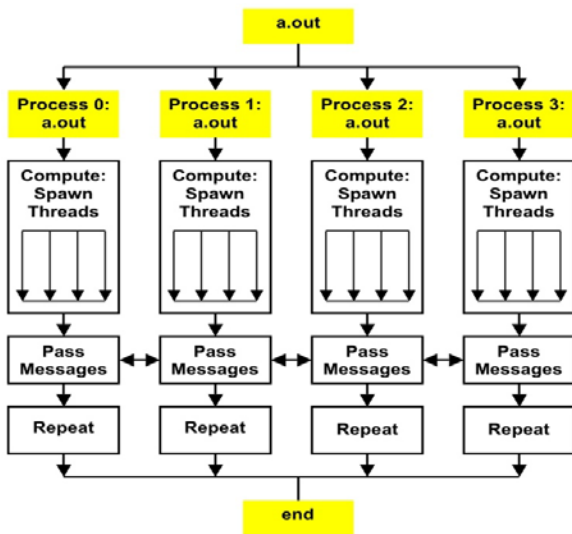 a.out
Process 0:
a.out
Process 1:
a.out
Process 2:
a.out
Process 3:
a.out
Compute:
Spawn
Threads
Compute:
Spawn
Threads
Compute:
Spawn
Threads
Compute:
Spawn
Threads
Pass
Messages
Pass
Messages
Pass
Messages
Pass
Messages
Repeat
Repeat
Repeat
Repeat
end